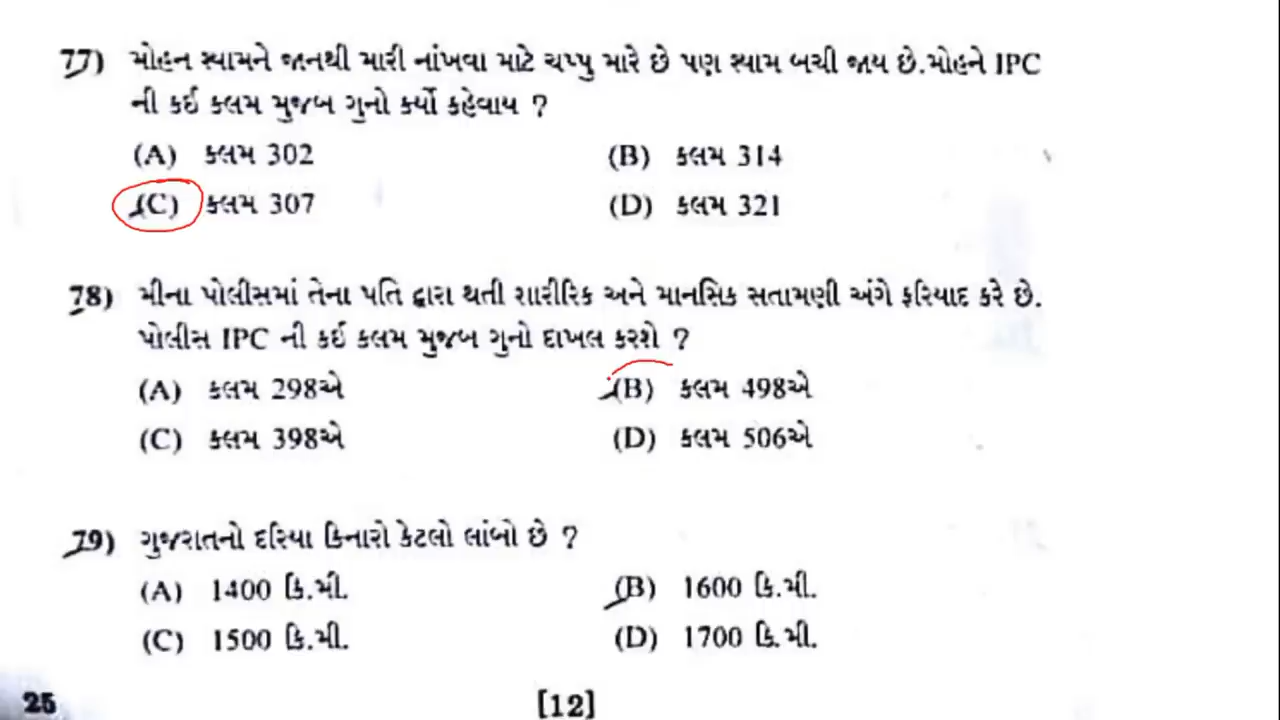 77) મોહન શ્યામને જાનથી મારી નાંખવા માટે ચપ્પુ મારે છે પણ શ્યામ બચી જાય છે.મોહને IPC
ની કઈ કલમ મુજબ ગુનો કર્યો કહેવાય ?
(A) કલમ 302 (B) કલમ 314
(C) કલમ 307 (D) કલમ 321
78) મીના પોલીસમાં તેના પતિ દ્વારા થતી શારીરિક અને માનસિક સતામણી અંગે ફરિયાદ કરે છે.
પોલીસ IPC ની કઈ કલમ મુજબ ગુનો દાખલ કરશે ?
(A) કલમ 298એ (B) કલમ 498એ
(C) કલમ 398એ (D) કલમ 506એ
79) ગુજરાતનો દરિયા કિનારો કેટલો લાંબો છે ?
(A) 1400 કિ.મી. (B) 1600 કિ.મી.
(C) 1500 કિ.મી. (D) 1700 કિ.મી.
25 [12]